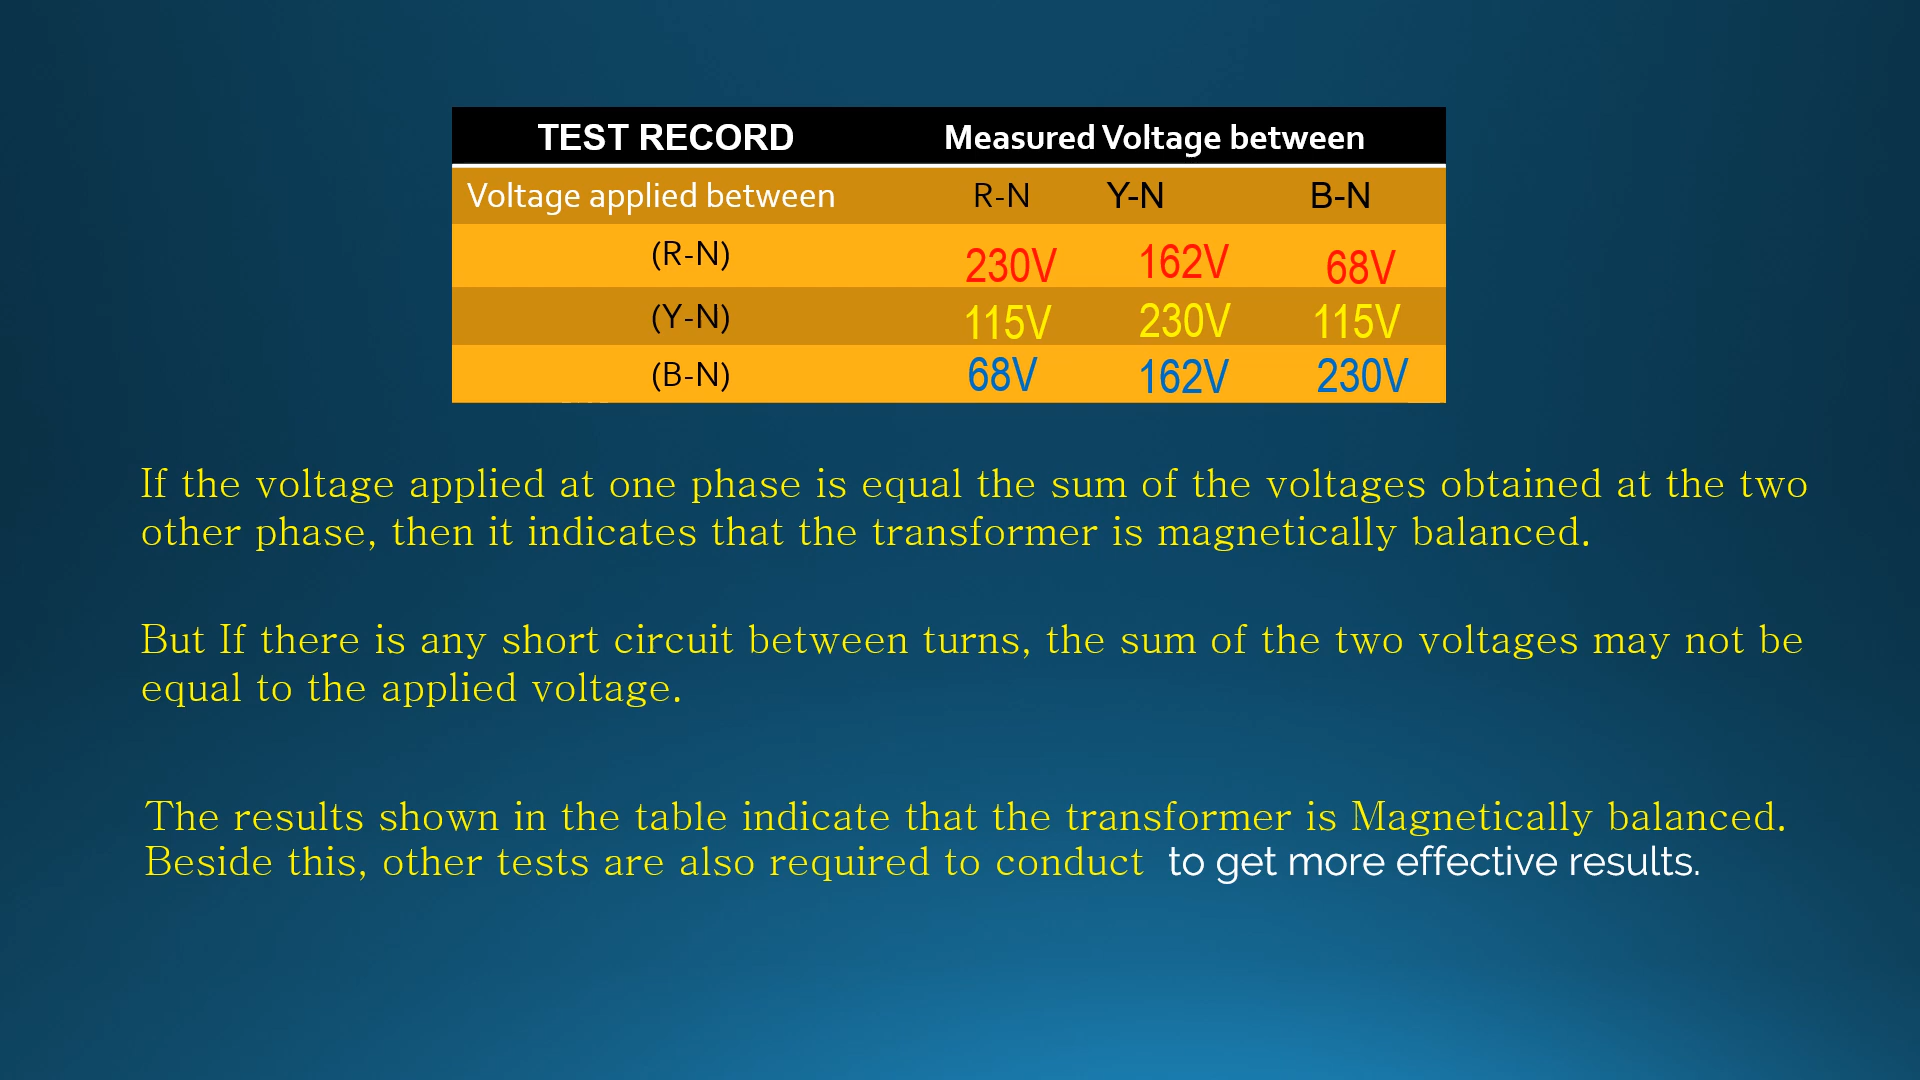 TEST RECORD Measured Voltage between
Voltage applied between R-N Y-N B-N
(R-N) 230V 162V 68V
(Y-N) 115V 230V 115V
(B-N) 68V 162V 230V
If the voltage applied at one phase is equal the sum of the voltages obtained at the two
other phase, then it indicates that the transformer is magnetically balanced.
But If there is any short circuit between turns, the sum of the two voltages may not be
equal to the applied voltage.
The results shown in the table indicate that the transformer is Magnetically balanced.
Beside this, other tests are also required to conduct to get more effective results.